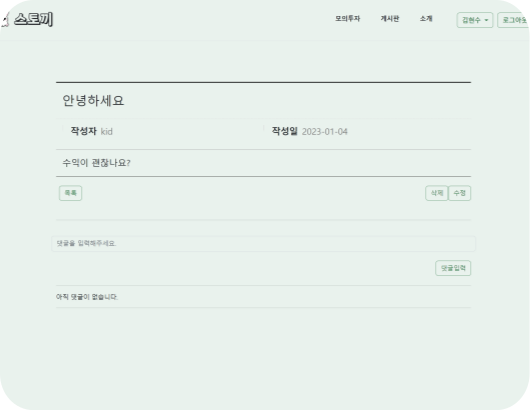 스토끼
모의투자 게시판 소개 김현수 로그아웃
안녕하세요
작성자 kid 작성일 2023-01-04
수익이 괜찮나요?
목록 삭제 수정
댓글을 입력해주세요.
댓글입력
아직 댓글이 없습니다.